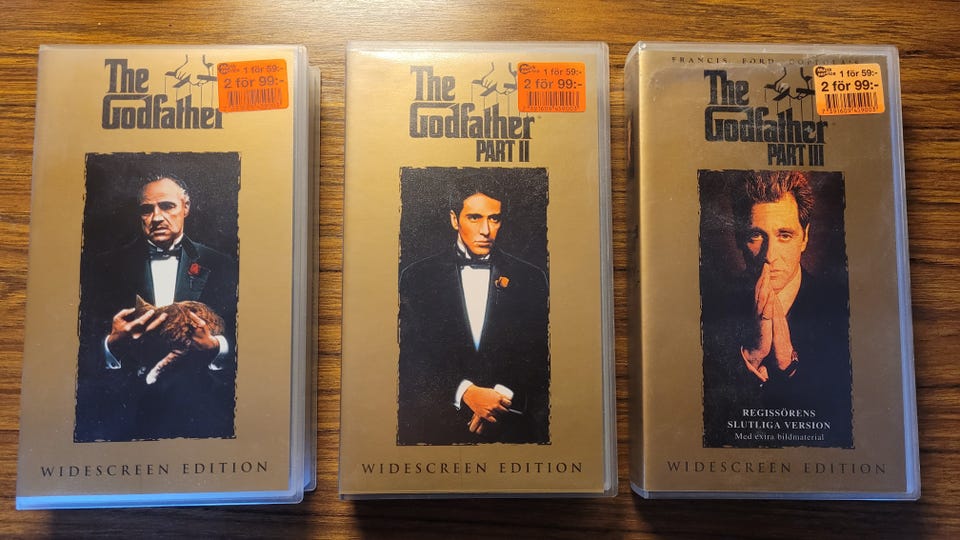 The
Godfather
1 för 59:-
2 för 99:-
WIDESCREEN EDITION
The
Godfather
PART II
1 för 59:-
2 för 99:-
WIDESCREEN EDITION
FRANCIS FORD COPPOLA'S
The
Godfather
PART III
1 för 59:-
2 för 99:-
REGISSÖRENS
SLUTLIGA VERSION
Med extra bildmaterial
WIDESCREEN EDITION